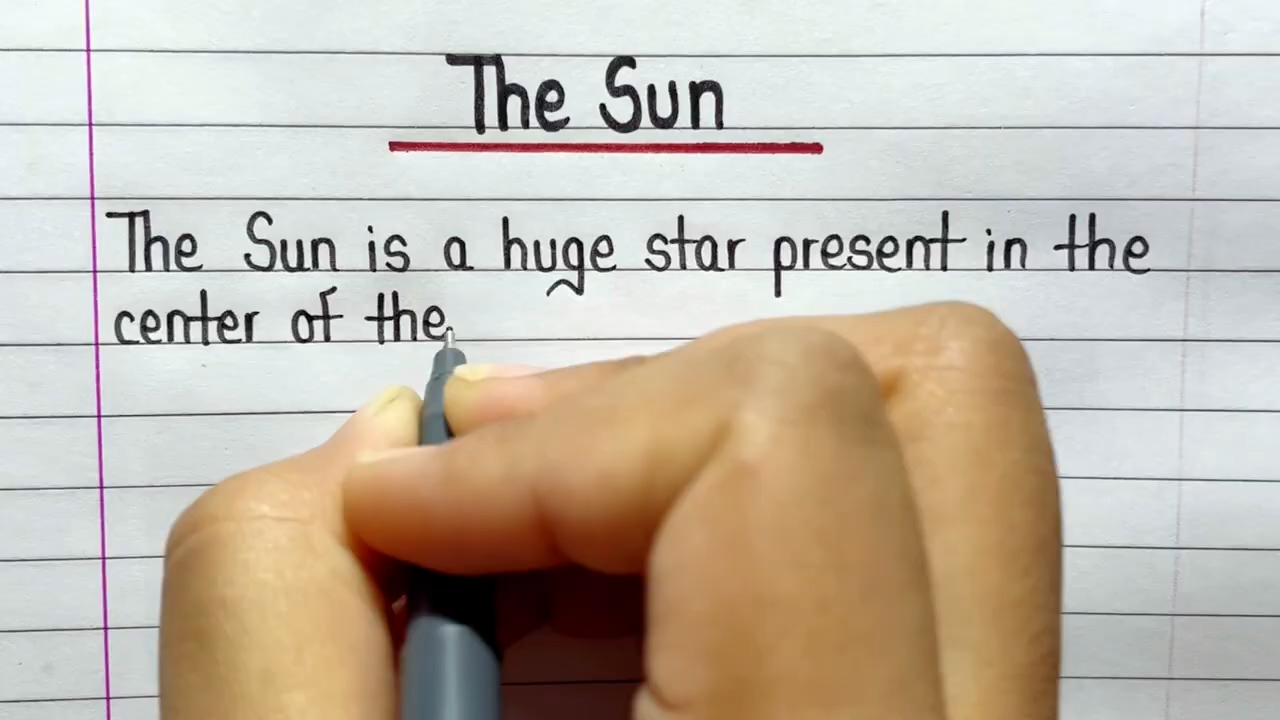 The Sun
The Sun is a huge star present in the
center of the